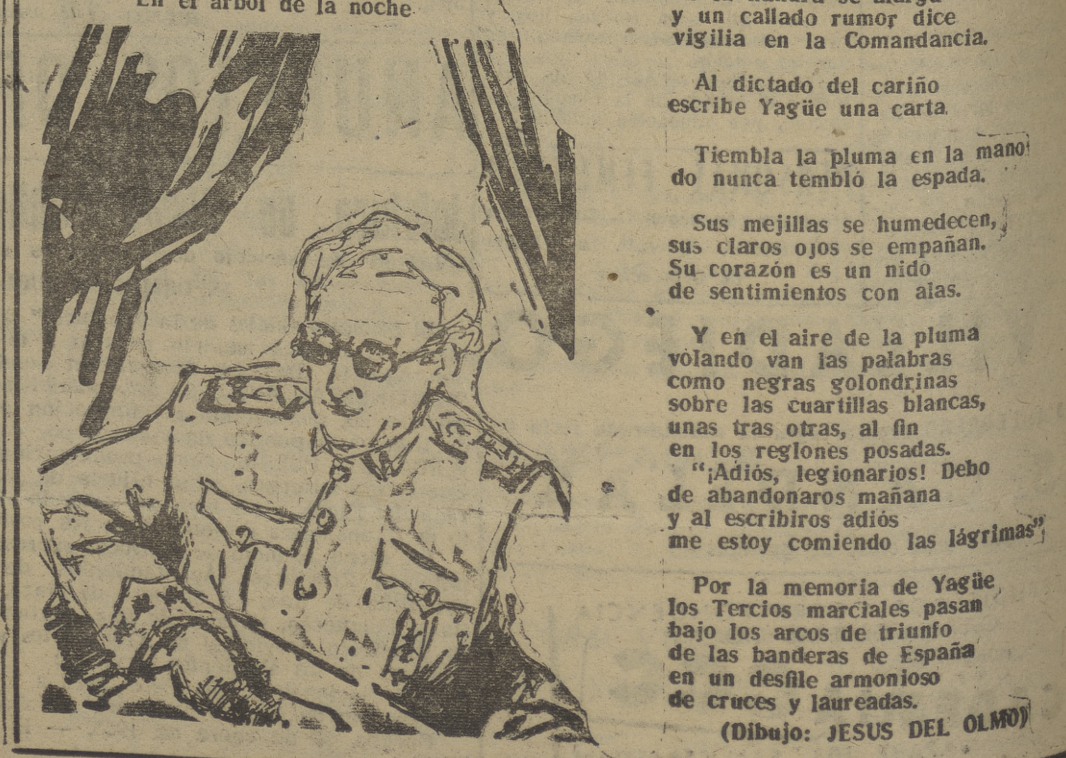 En el árbol de la noche
y un callado rumor dice
vigilia en la Comandancia.
Al dictado del cariño
escribe Yagüe una carta.
Tiembla la pluma en la mano
do nunca tembló la espada.
Sus mejillas se humedecen,
sus claros ojos se empañan.
Su corazón es un nido
de sentimientos con alas.
Y en el aire de la pluma
volando van las palabras
como negras golondrinas
sobre las cuartillas blancas,
unas tras otras, al fin
en los reglones posadas.
“¡Adiós, legionarios! Debo
de abandonaros mañana
y al escribiros adiós
me estoy comiendo las lágrimas”,
Por la memoria de Yagüe
los Tercios marciales pasan
bajo los arcos de triunfo
de las banderas de España
en un desfile armonioso
de cruces y laureadas.
(Dibujo: JESUS DEL OLMO)